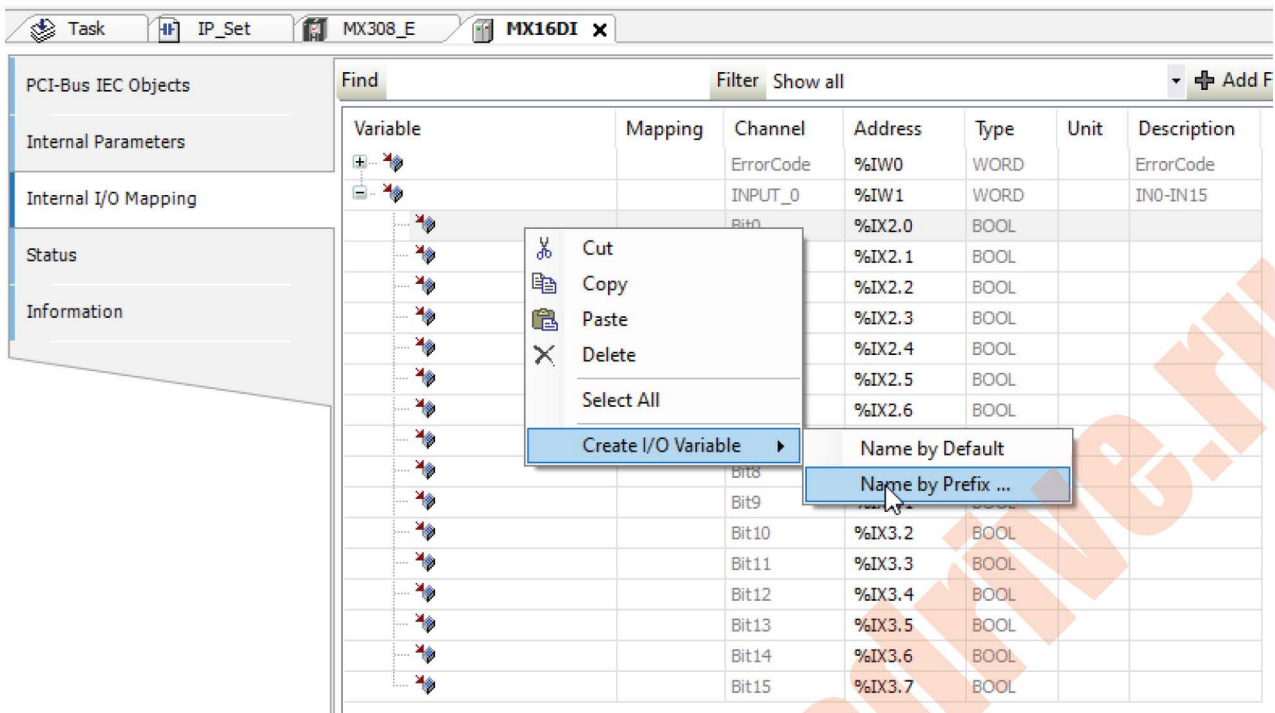 Task IP_Set MX308_E MX16DI X
PCI-Bus IEC Objects
Internal Parameters
Internal I/O Mapping
Status
Information
Find Filter Show all Add F
Variable Mapping Channel Address Type Unit Description
ErrorCode %IW0 WORD ErrorCode
INPUT_0 %IW1 WORD IN0-IN15
Bit0 %IX2.0 BOOL
%IX2.1 BOOL
%IX2.2 BOOL
%IX2.3 BOOL
%IX2.4 BOOL
%IX2.5 BOOL
%IX2.6 BOOL
Cut
Copy
Paste
Delete
Select All
Create I/O Variable
Name by Default
Name by Prefix ...
Bit8
Bit9
Bit10 %IX3.2 BOOL
Bit11 %IX3.3 BOOL
Bit12 %IX3.4 BOOL
Bit13 %IX3.5 BOOL
Bit14 %IX3.6 BOOL
Bit15 %IX3.7 BOOL